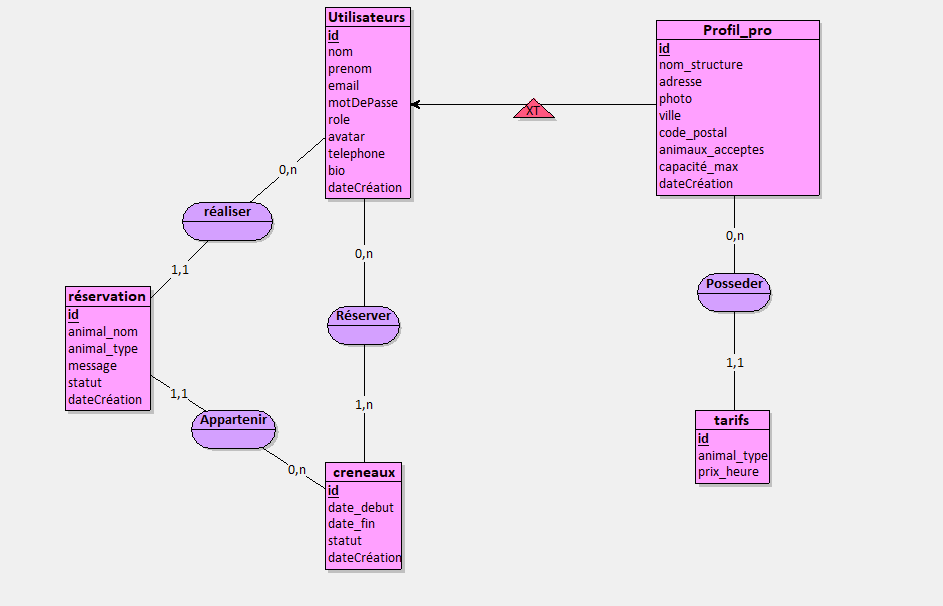 Utilisateurs
id
nom
prenom
email
motDePasse
role
avatar
telephone
bio
dateCréation
XT
Profil_pro
id
nom_structure
adresse
photo
ville
code_postal
animaux_acceptes
capacité_max
dateCréation
0,n
réaliser
1,1
0,n
Réserver
1,n
0,n
Posseder
1,1
réservation
id
animal_nom
animal_type
message
statut
dateCréation
1,1
Appartenir
0,n
creneaux
id
date_debut
date_fin
statut
dateCréation
tarifs
id
animal_type
prix_heure